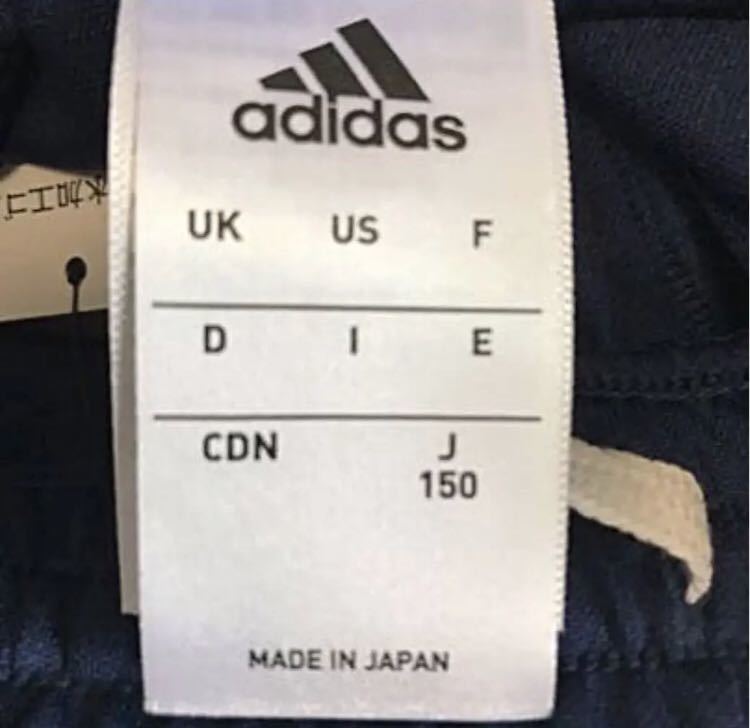 adidas
UK US F
D I E
CDN J
150
MADE IN JAPAN